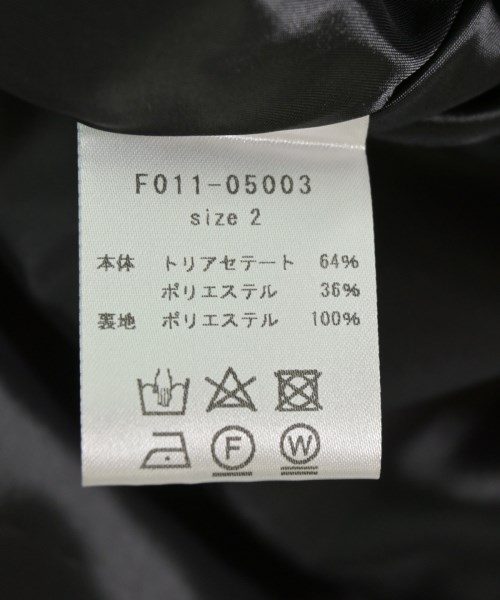 F011-05003
size 2
本体 トリアセテート 64%
ポリエステル 36%
裏地 ポリエステル 100%
F W